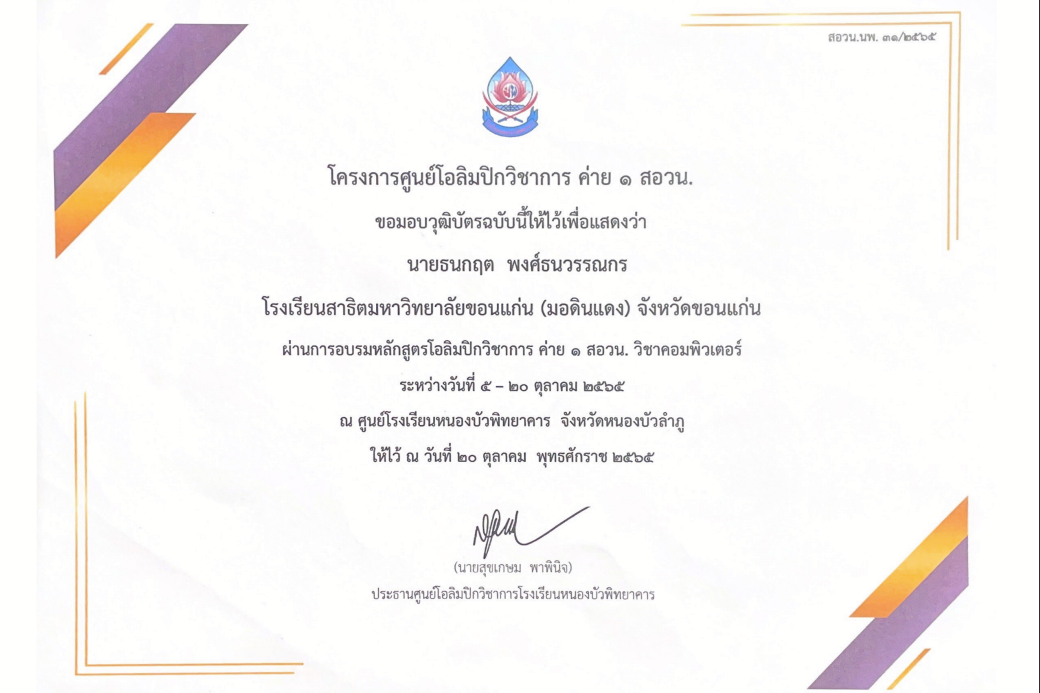 สอวน.นพ. ๓๑/๒๕๖๕
โครงการศูนย์โอลิมปิกวิชาการ ค่าย ๑ สอวน.
ขอมอบวุฒิบัตรฉบับนี้ให้ไว้เพื่อแสดงว่า
นายธนกฤต พงศ์ธนวรรณกร
โรงเรียนสาธิตมหาวิทยาลัยขอนแก่น (มอดินแดง) จังหวัดขอนแก่น
ผ่านการอบรมหลักสูตรโอลิมปิกวิชาการ ค่าย ๑ สอวน. วิชาคอมพิวเตอร์
ระหว่างวันที่ ๕ – ๒๐ ตุลาคม ๒๕๖๕
ณ ศูนย์โรงเรียนหนองบัวพิทยาคาร จังหวัดหนองบัวลำภู
ให้ไว้ ณ วันที่ ๒๐ ตุลาคม พุทธศักราช ๒๕๖๕
(นายสุขเกษม พาพินิจ)
ประธานศูนย์โอลิมปิกวิชาการโรงเรียนหนองบัวพิทยาคาร